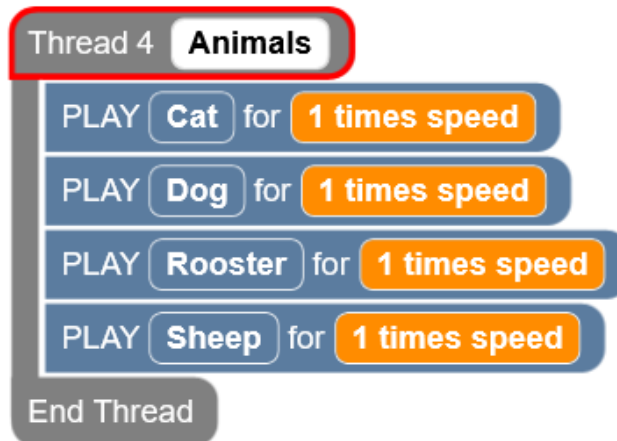 Thread 4 Animals
PLAY Cat for 1 times speed
PLAY Dog for 1 times speed
PLAY Rooster for 1 times speed
PLAY Sheep for 1 times speed
End Thread